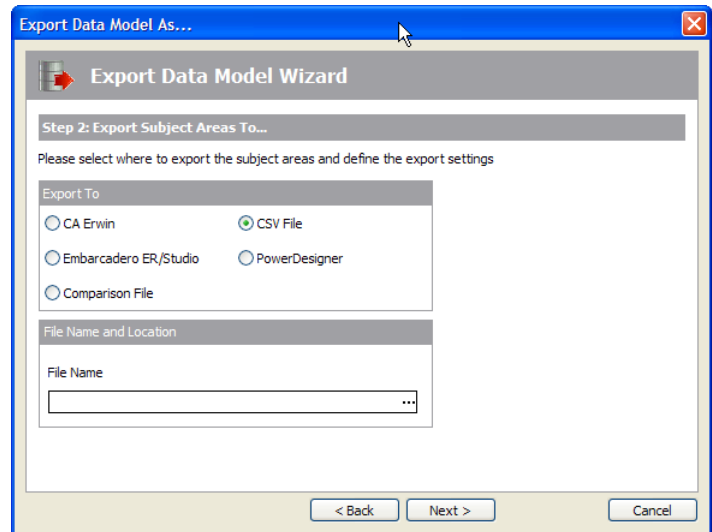 Export Data Model As...
Export Data Model Wizard
Step 2: Export Subject Areas To...
Please select where to export the subject areas and define the export settings
Export To
CA Erwin
CSV File
Embarcadero ER/Studio
PowerDesigner
Comparison File
File Name and Location
File Name
...
< Back
Next >
Cancel